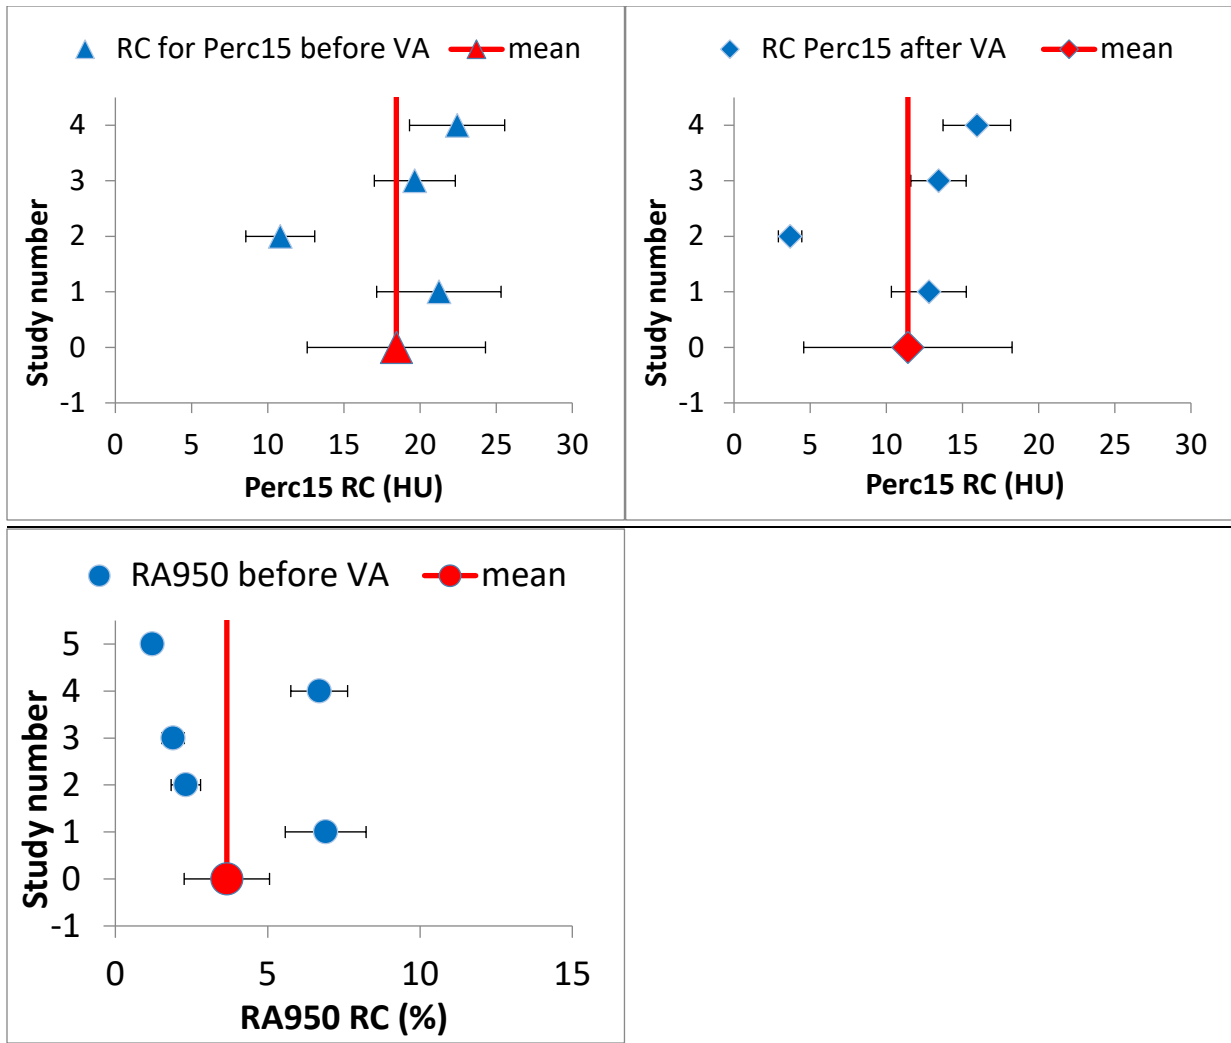 RC for Perc15 before VA mean
4
3
2
1
0
-1
Study number
0 5 10 15 20 25 30
Perc15 RC (HU)
RC Perc15 after VA mean
4
3
2
1
0
-1
Study number
0 5 10 15 20 25 30
Perc15 RC (HU)
RA950 before VA mean
5
4
3
2
1
0
-1
Study number
0 5 10 15
RA950 RC (%)